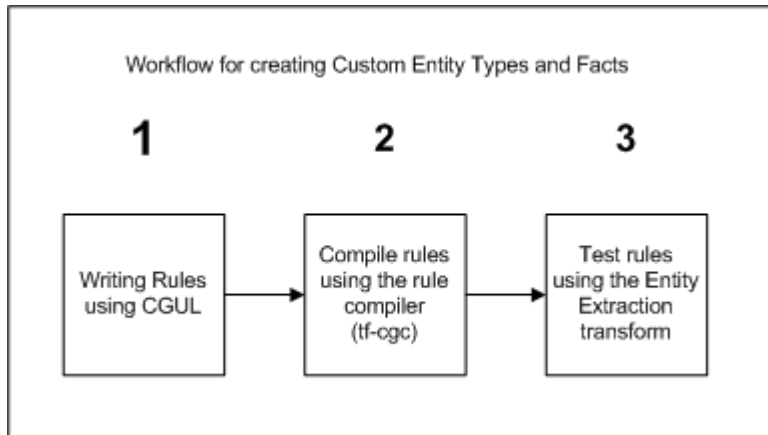 Workflow for creating Custom Entity Types and Facts
1
2
3
Writing Rules
using CGUL
Compile rules
using the rule
compiler
(tf-cgc)
Test rules
using the Entity
Extraction
transform